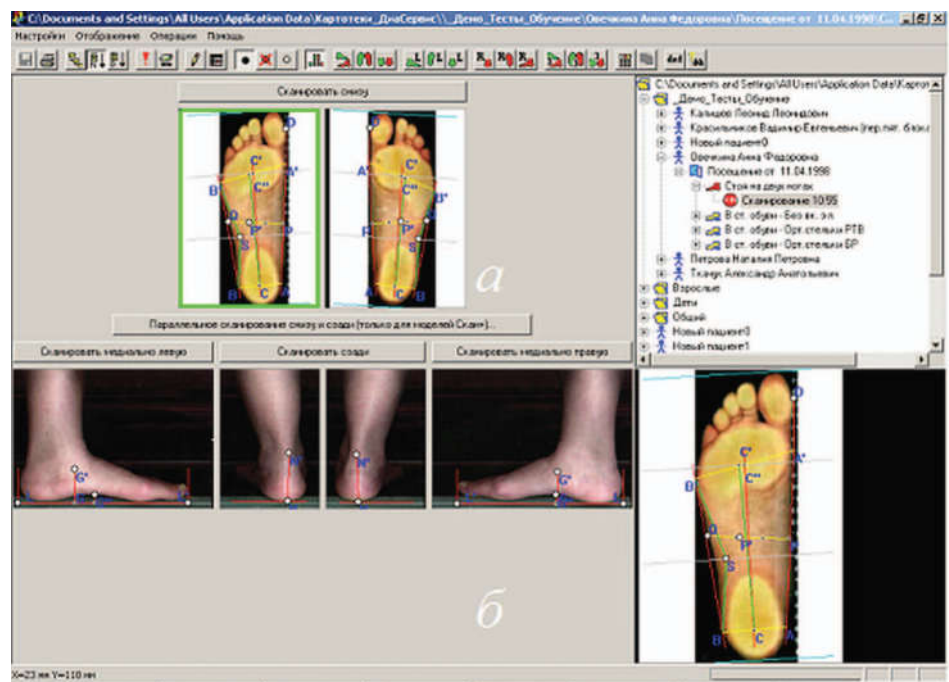 C:\Documents and Settings\All Users\Application Data\Картотеки_ДиаСервис\\_Демо_Тесты_Обучение\Овечкина Анна Федоровна\Посещение от 11.04.1998\С...
Настройки Отображение Операции Помощь
Сканировать снизу
D
D
C'
A'
B'
C''
Q
P'
P
S
B
C
A
A'
C'
C''
B'
P
P'
Q
S
A
C
B
а
Параллельное сканирование снизу и сзади (только для моделей Скан+)...
Сканировать медиально левую
Сканировать сзади
Сканировать медиально правую
G'
N'
N'
G'
б
C:\Documents and Settings\All Users\Application Data\Картот
_Демо_Тесты_Обучение
Калишов Леонид Леонидович
Красильников Вадимир Евгеньевич (пер.пят. блок
Новый пациент0
Овечкина Анна Федоровна
Посещение от 11.04.1998
Стоя на двух ногах
Сканирование 10:55
В ст. обуви - Без вк. эл.
В ст. обуви - Орт.стельки РТВ
В ст. обуви - Орт.стельки БР
Петрова Наталия Петровна
Ткачук Александр Анатольевич
Взрослые
Дети
Общий
Новый пациент0
Новый пациент1
D
C'
A'
C''
B
Q
P'
S
B
C
A
X=23 мм Y=110 мм